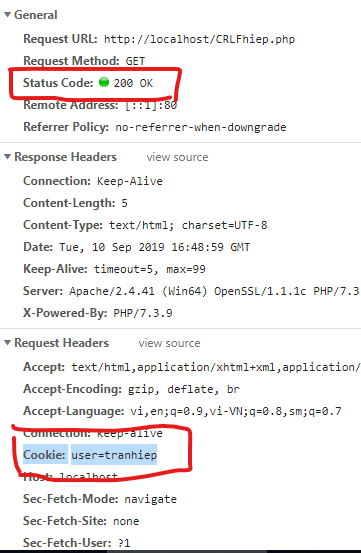 General
Request URL: http://localhost/CRLFhiep.php
Request Method: GET
Status Code: 200 OK
Remote Address: [::1]:80
Referrer Policy: no-referrer-when-downgrade
Response Headers view source
Connection: Keep-Alive
Content-Length: 5
Content-Type: text/html; charset=UTF-8
Date: Tue, 10 Sep 2019 16:48:59 GMT
Keep-Alive: timeout=5, max=99
Server: Apache/2.4.41 (Win64) OpenSSL/1.1.1c PHP/7.3
X-Powered-By: PHP/7.3.9
Request Headers view source
Accept: text/html,application/xhtml+xml,application/
Accept-Encoding: gzip, deflate, br
Accept-Language: vi,en;q=0.9,vi-VN;q=0.8,sm;q=0.7
Connection: keep-alive
Cookie: user=tranhiep
Host: localhost
Sec-Fetch-Mode: navigate
Sec-Fetch-Site: none
Sec-Fetch-User: ?1